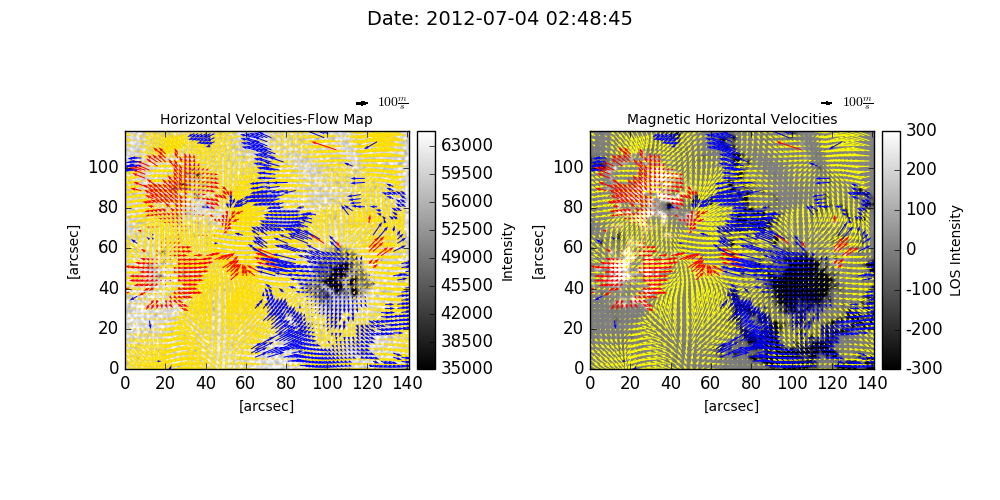 Date: 2012-07-04 02:48:45
100 m/s
Horizontal Velocities-Flow Map
100
80
60
40
20
0
0 20 40 60 80 100 120 140
[arcsec]
[arcsec]
63000
59500
56000
52500
49000
45500
42000
38500
35000
Intensity
100 m/s
Magnetic Horizontal Velocities
100
80
60
40
20
0
0 20 40 60 80 100 120 140
[arcsec]
[arcsec]
300
200
100
0
-100
-200
-300
LOS Intensity